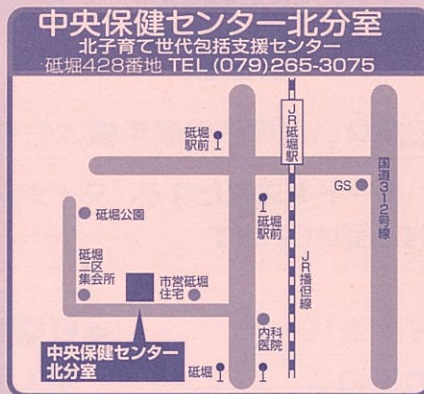 中央保健センター北分室
北子育て世代包括支援センター
砥堀428番地 TEL (079)265-3075
砥堀
駅前
JR砥堀駅
国道312号線
GS
砥堀公園
砥堀
駅前
砥堀
二区
集会所
市営砥堀
住宅
JR播但線
内科
医院
中央保健センター
北分室
砥堀